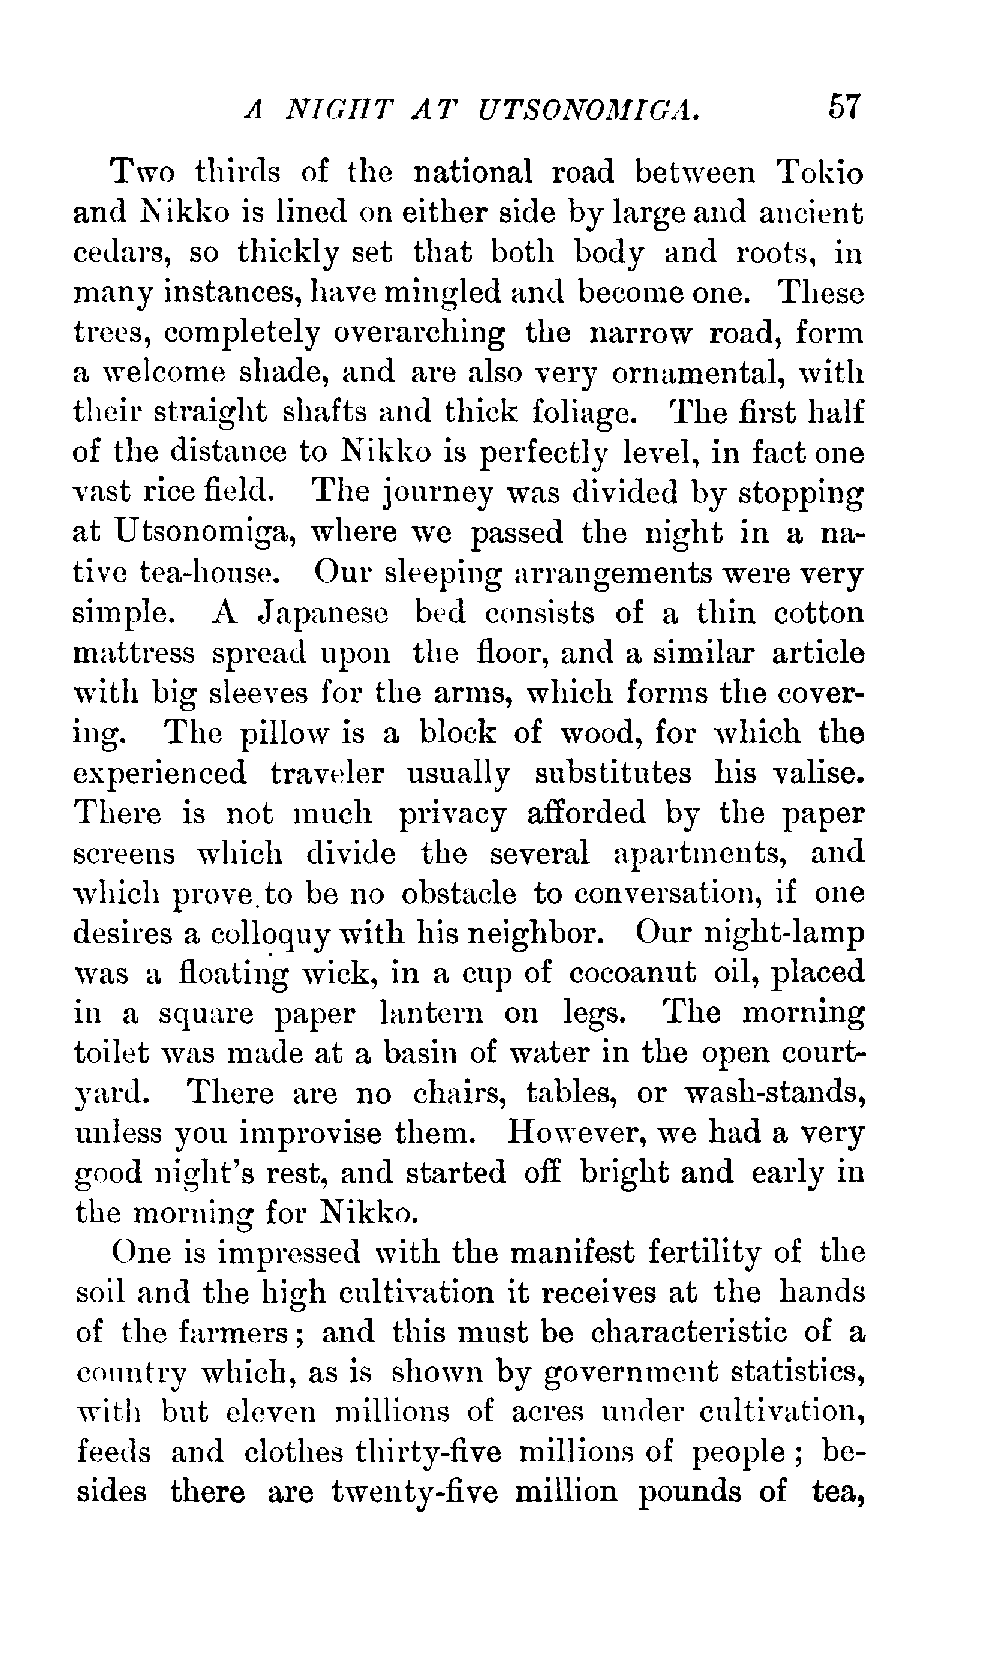 A NIGHT AT UTSONOMIGA. 57
Two thirds of the national road between Tokio
and Nikko is lined on either side by large and ancient
cedars, so thickly set that both body and roots, in
many instances, have mingled and become one. These
trees, completely overarching the narrow road, form
a welcome shade, and are also very ornamental, with
their straight shafts and thick foliage. The first half
of the distance to Nikko is perfectly level, in fact one
vast rice field. The journey was divided by stopping
at Utsonomiga, where we passed the night in a na-
tive tea-house. Our sleeping arrangements were very
simple. A Japanese bed consists of a thin cotton
mattress spread upon the floor, and a similar article
with big sleeves for the arms, which forms the cover-
ing. The pillow is a block of wood, for which the
experienced traveler usually substitutes his valise.
There is not much privacy afforded by the paper
screens which divide the several apartments, and
which prove to be no obstacle to conversation, if one
desires a colloquy with his neighbor. Our night-lamp
was a floating wick, in a cup of cocoanut oil, placed
in a square paper lantern on legs. The morning
toilet was made at a basin of water in the open court-
yard. There are no chairs, tables, or wash-stands,
unless you improvise them. However, we had a very
good night's rest, and started off bright and early in
the morning for Nikko.
One is impressed with the manifest fertility of the
soil and the high cultivation it receives at the hands
of the farmers; and this must be characteristic of a
country which, as is shown by government statistics,
with but eleven millions of acres under cultivation,
feeds and clothes thirty-five millions of people; be-
sides there are twenty-five million pounds of tea,